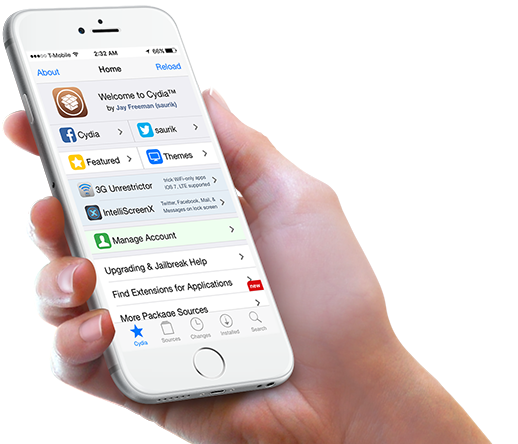 T-Mobile 2:32 AM 66%
About Home Reload
Welcome to Cydia™
by Jay Freeman (saurik)
Cydia saurik
Featured Themes
3G Unrestrictor trick WiFi-only apps
iOS 7, LTE supported
IntelliScreenX Twitter, Facebook, Mail, &
Messages on lock screen
Manage Account
Upgrading & Jailbreak Help
Find Extensions for Applications
new
More Package Sources
Cydia Sources Changes Installed Search